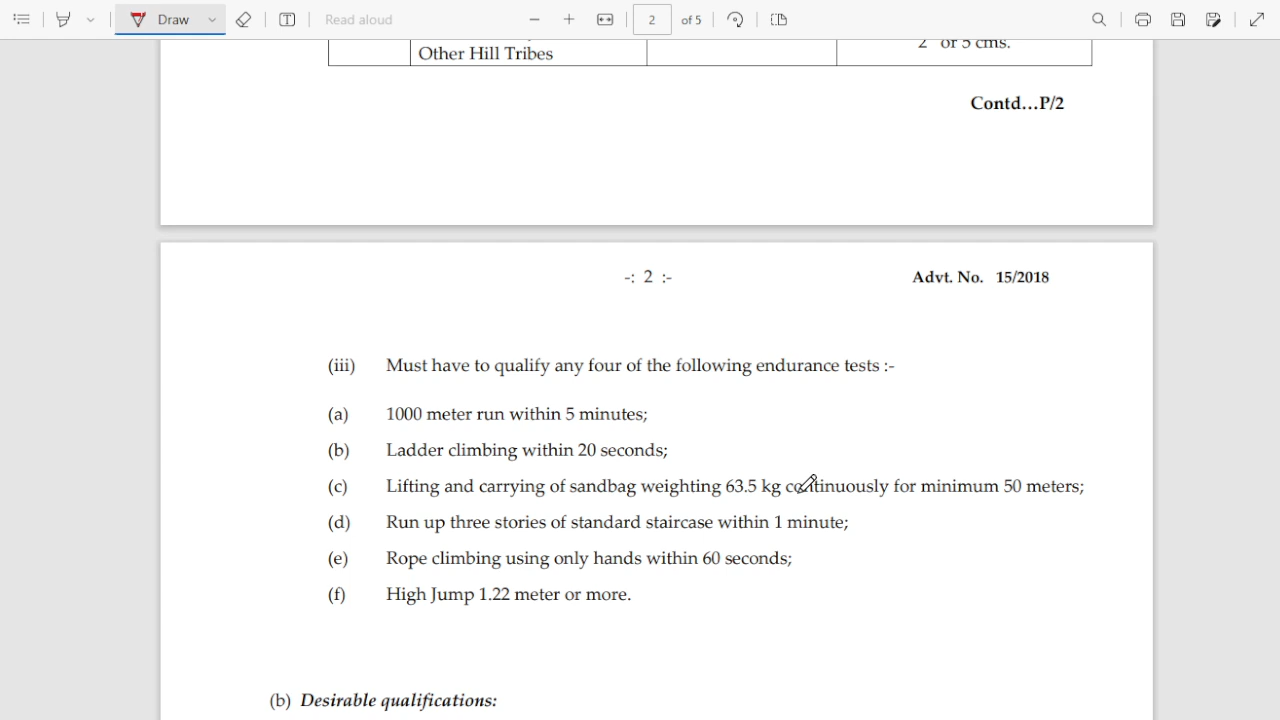 Draw
Read aloud
2 of 5
Other Hill Tribes
2" or 5 cms.
Contd...P/2
-: 2 :-
Advt. No. 15/2018
(iii) Must have to qualify any four of the following endurance tests :-
(a) 1000 meter run within 5 minutes;
(b) Ladder climbing within 20 seconds;
(c) Lifting and carrying of sandbag weighting 63.5 kg continuously for minimum 50 meters;
(d) Run up three stories of standard staircase within 1 minute;
(e) Rope climbing using only hands within 60 seconds;
(f) High Jump 1.22 meter or more.
(b) Desirable qualifications: